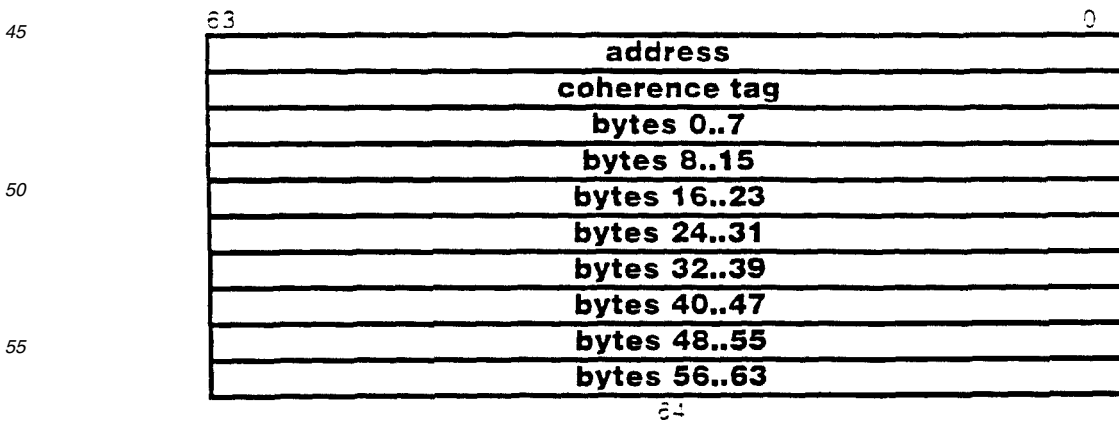 45
63 0
address
coherence tag
bytes 0..7
bytes 8..15
50
bytes 16..23
bytes 24..31
bytes 32..39
bytes 40..47
55
bytes 48..55
bytes 56..63
64